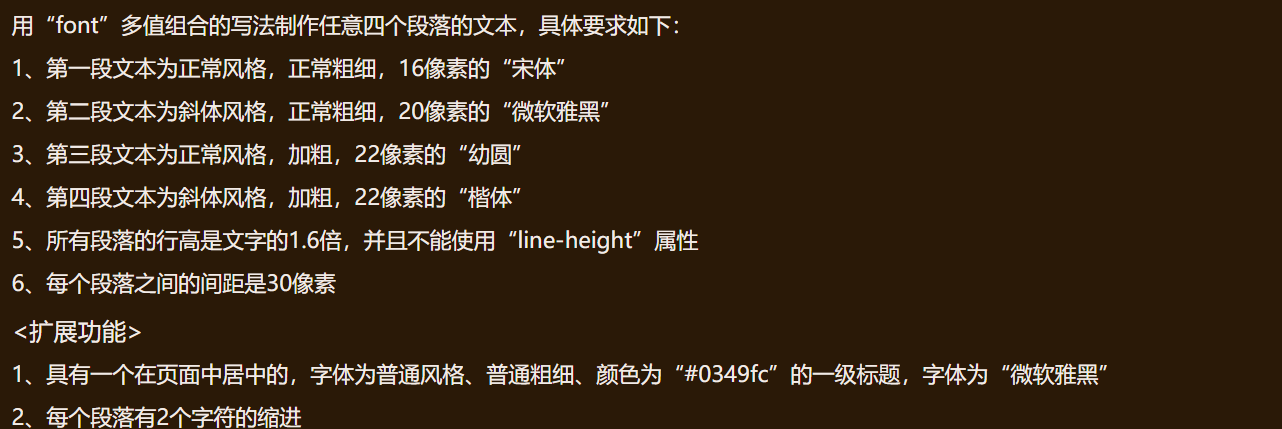 用“font”多值组合的写法制作任意四个段落的文本，具体要求如下：
1、第一段文本为正常风格，正常粗细，16像素的“宋体”
2、第二段文本为斜体风格，正常粗细，20像素的“微软雅黑”
3、第三段文本为正常风格，加粗，22像素的“幼圆”
4、第四段文本为斜体风格，加粗，22像素的“楷体”
5、所有段落的行高是文字的1.6倍，并且不能使用“line-height”属性
6、每个段落之间的间距是30像素
<扩展功能>
1、具有一个在页面中居中的，字体为普通风格、普通粗细、颜色为“#0349fc”的一级标题，字体为“微软雅黑”
2、每个段落有2个字符的缩进